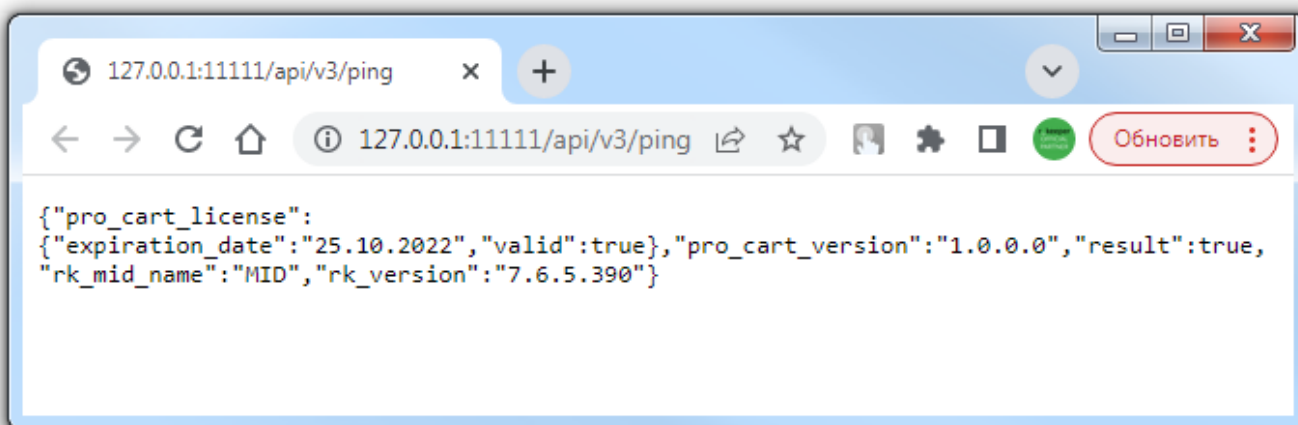 127.0.0.1:11111/api/v3/ping
127.0.0.1:11111/api/v3/ping Обновить
{"pro_cart_license":
{"expiration_date":"25.10.2022","valid":true},"pro_cart_version":"1.0.0.0","result":true,
"rk_mid_name":"MID","rk_version":"7.6.5.390"}